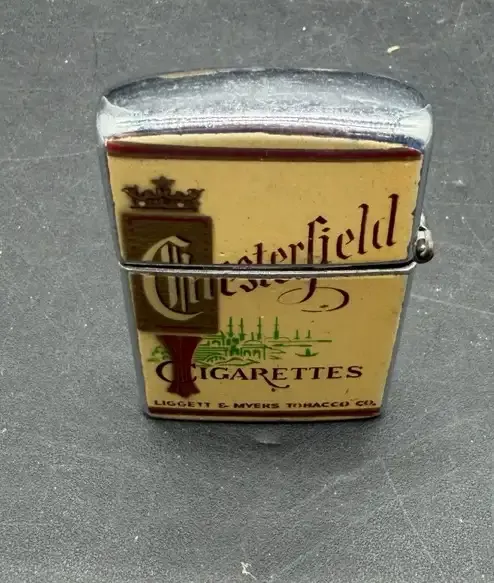 Chesterfield
CIGARETTES
LIGGETT & MYERS TOBACCO CO.